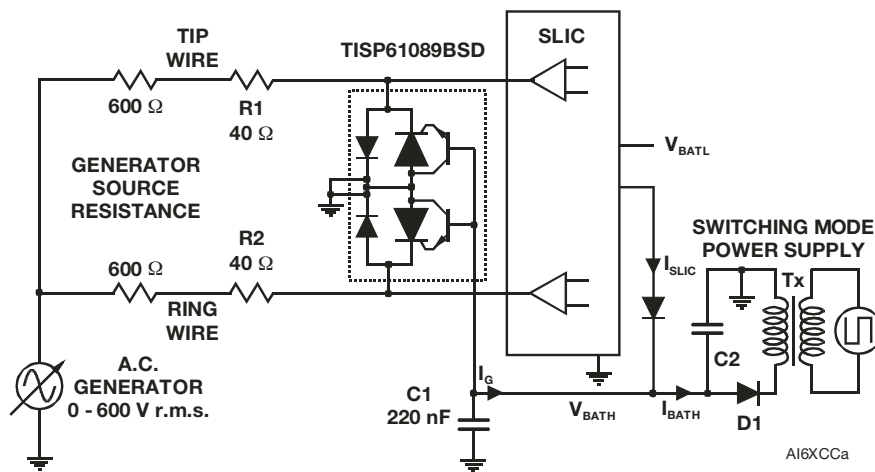 TIP
WIRE
TISP61089BSD
SLIC
600 Ω
R1
40 Ω
GENERATOR
SOURCE
RESISTANCE
V_BATL
R2
40 Ω
600 Ω
RING
WIRE
SWITCHING MODE
POWER SUPPLY
I_SLIC
Tx
C2
A.C.
GENERATOR
0 - 600 V r.m.s.
C1
220 nF
I_G
V_BATH
I_BATH
D1
AI6XCCa